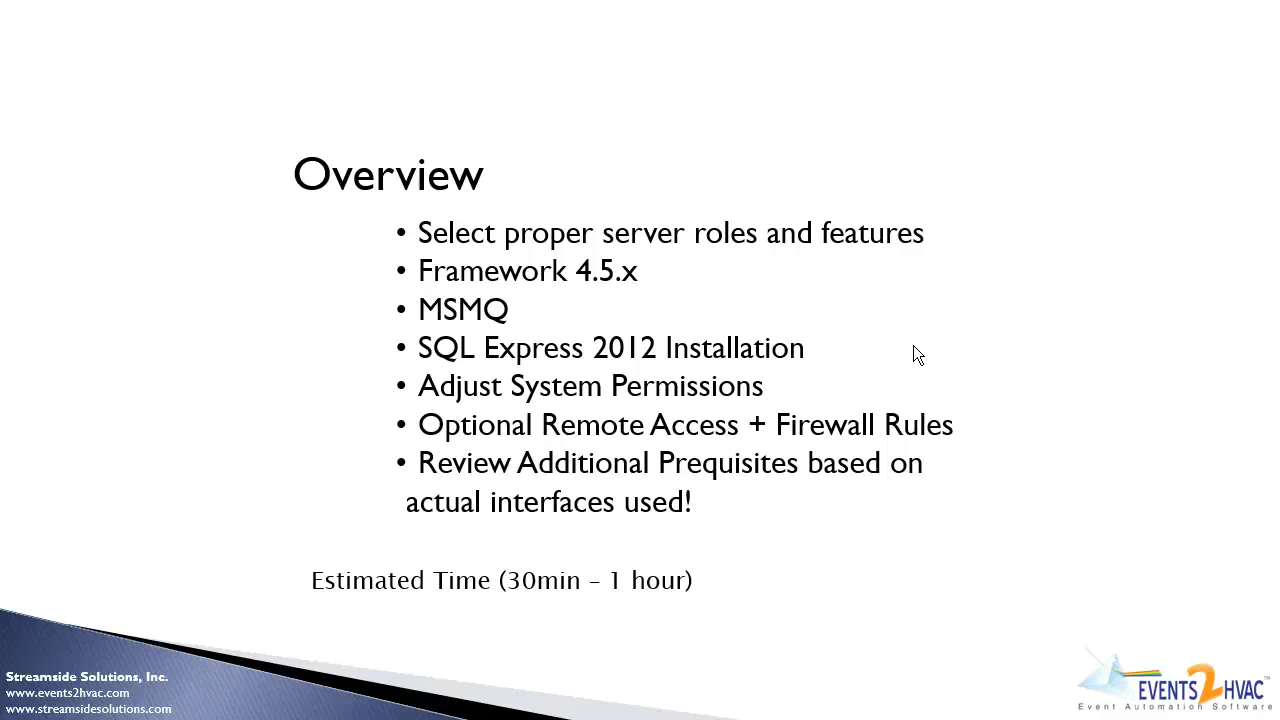 Overview
• Select proper server roles and features
• Framework 4.5.x
• MSMQ
• SQL Express 2012 Installation
• Adjust System Permissions
• Optional Remote Access + Firewall Rules
• Review Additional Prequisites based on
actual interfaces used!
Estimated Time (30min – 1 hour)
Streamside Solutions, Inc.
www.events2hvac.com
www.streamsidesolutions.com
EVENTS2HVAC™
Event Automation Software